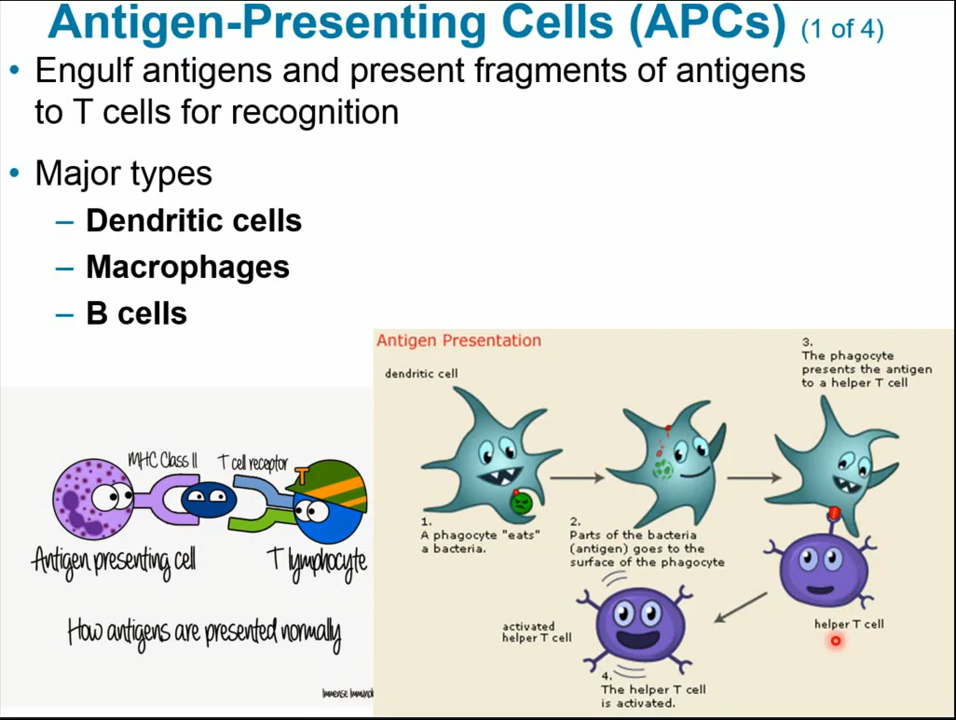 Antigen-Presenting Cells (APCs) (1 of 4)
• Engulf antigens and present fragments of antigens
to T cells for recognition
• Major types
– Dendritic cells
– Macrophages
– B cells
MHC Class II
T cell receptor
T
Antigen presenting cell
T lymphocyte
How antigens are presented normally
Antigen Presentation
dendritic cell
1.
A phagocyte "eats"
a bacteria.
2.
Parts of the bacteria
(antigen) goes to the
surface of the phagocyte
3.
The phagocyte
presents the antigen
to a helper T cell
helper T cell
activated
helper T cell
4.
The helper T cell
is activated.